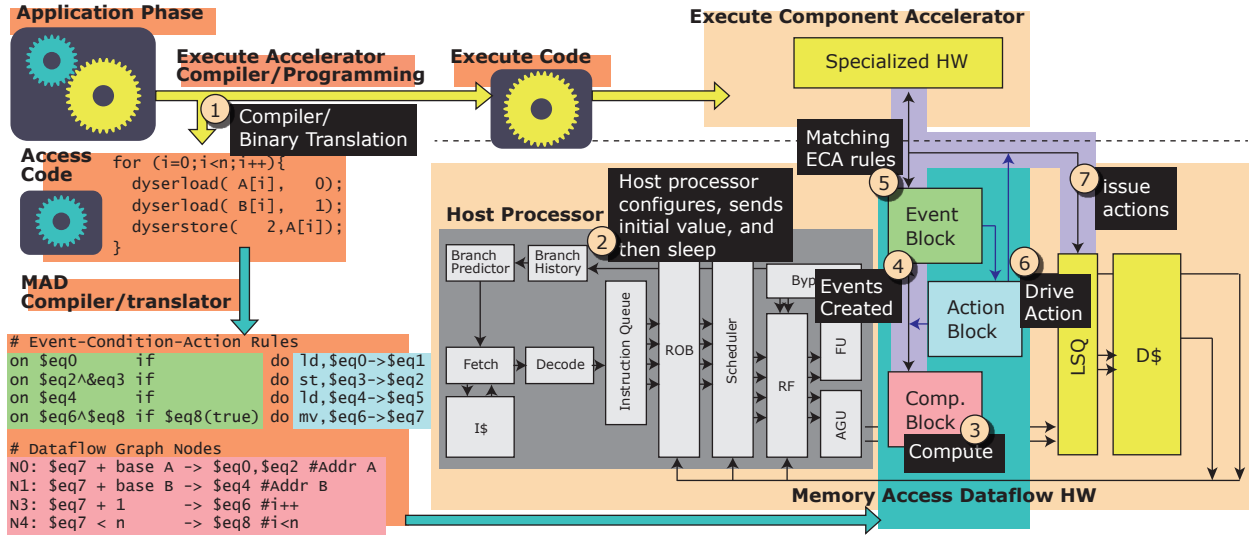 Application Phase
Execute Accelerator
Compiler/Programming
Execute Code
Execute Component Accelerator
Specialized HW
1
Compiler/
Binary Translation
Access
Code
for (i=0;i<n;i++){
dyserload( A[i], 0);
dyserload( B[i], 1);
dyserstore( 2,A[i]);
}
MAD
Compiler/translator
# Event-Condition-Action Rules
on $eq0 if do ld,$eq0->$eq1
on $eq2^&eq3 if do st,$eq3->$eq2
on $eq4 if do ld,$eq4->$eq5
on $eq6^$eq8 if $eq8(true) do mv,$eq6->$eq7
# Dataflow Graph Nodes
N0: $eq7 + base A -> $eq0,$eq2 #Addr A
N1: $eq7 + base B -> $eq4 #Addr B
N3: $eq7 + 1 -> $eq6 #i++
N4: $eq7 < n -> $eq8 #i<n
Host Processor
2
Host processor
configures, sends
initial value, and
then sleep
Branch
Predictor
Branch
History
Fetch
Decode
I$
Instruction Queue
ROB
Scheduler
Byp
RF
FU
AGU
Matching
ECA rules
5
Event
Block
4
Events
Created
Action
Block
6
Drive
Action
7
issue
actions
Comp.
Block
3
Compute
LSQ
D$
Memory Access Dataflow HW